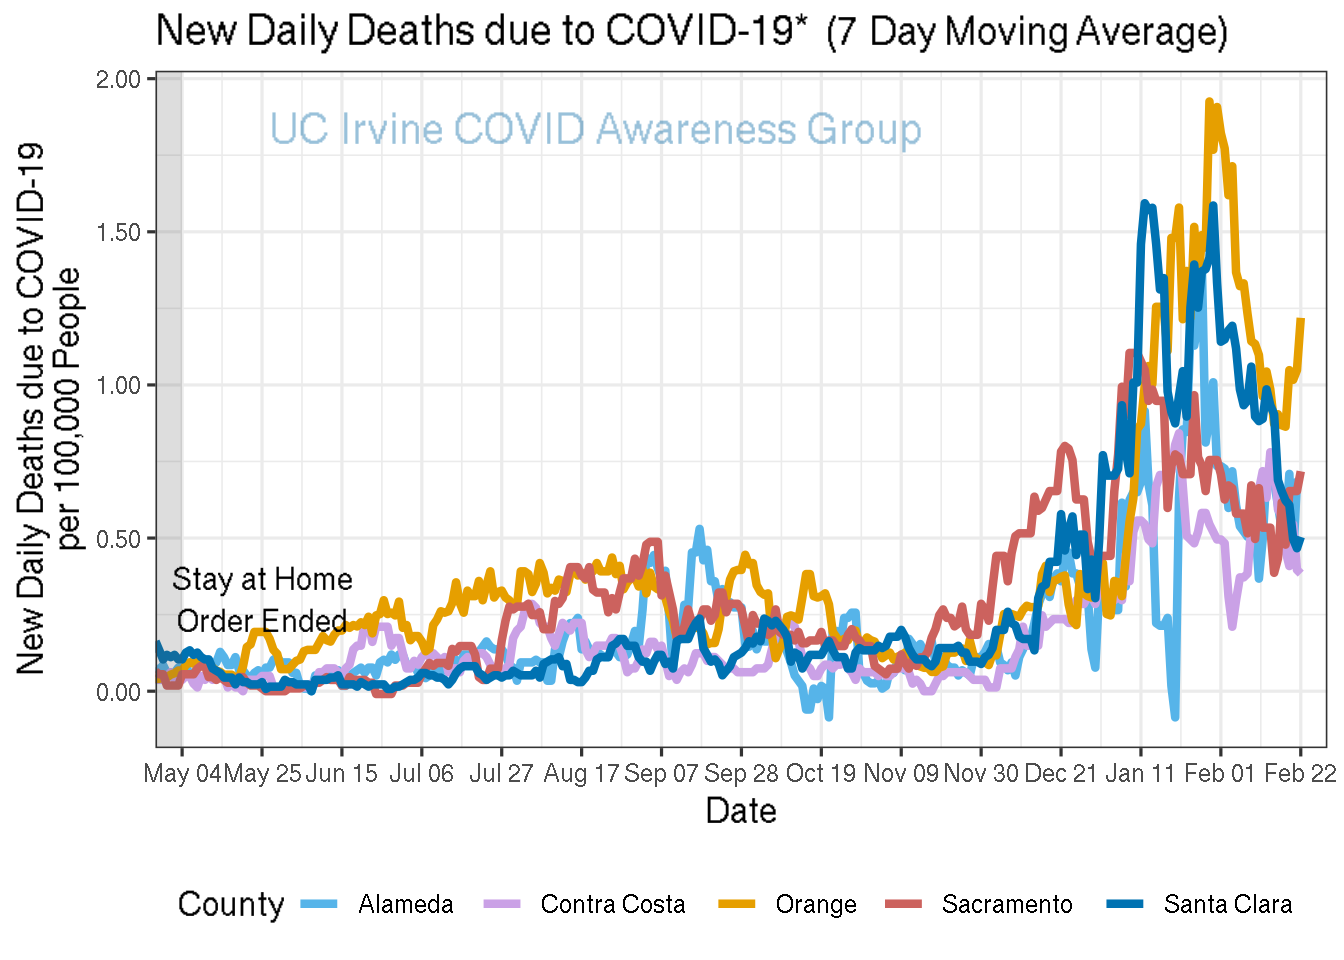 New Daily Deaths due to COVID-19* (7 Day Moving Average)
New Daily Deaths due to COVID-19
per 100,000 People
2.00
1.50
1.00
0.50
0.00
UC Irvine COVID Awareness Group
Stay at Home
Order Ended
May 04 May 25 Jun 15 Jul 06 Jul 27 Aug 17 Sep 07 Sep 28 Oct 19 Nov 09 Nov 30 Dec 21 Jan 11 Feb 01 Feb 22
Date
County Alameda Contra Costa Orange Sacramento Santa Clara